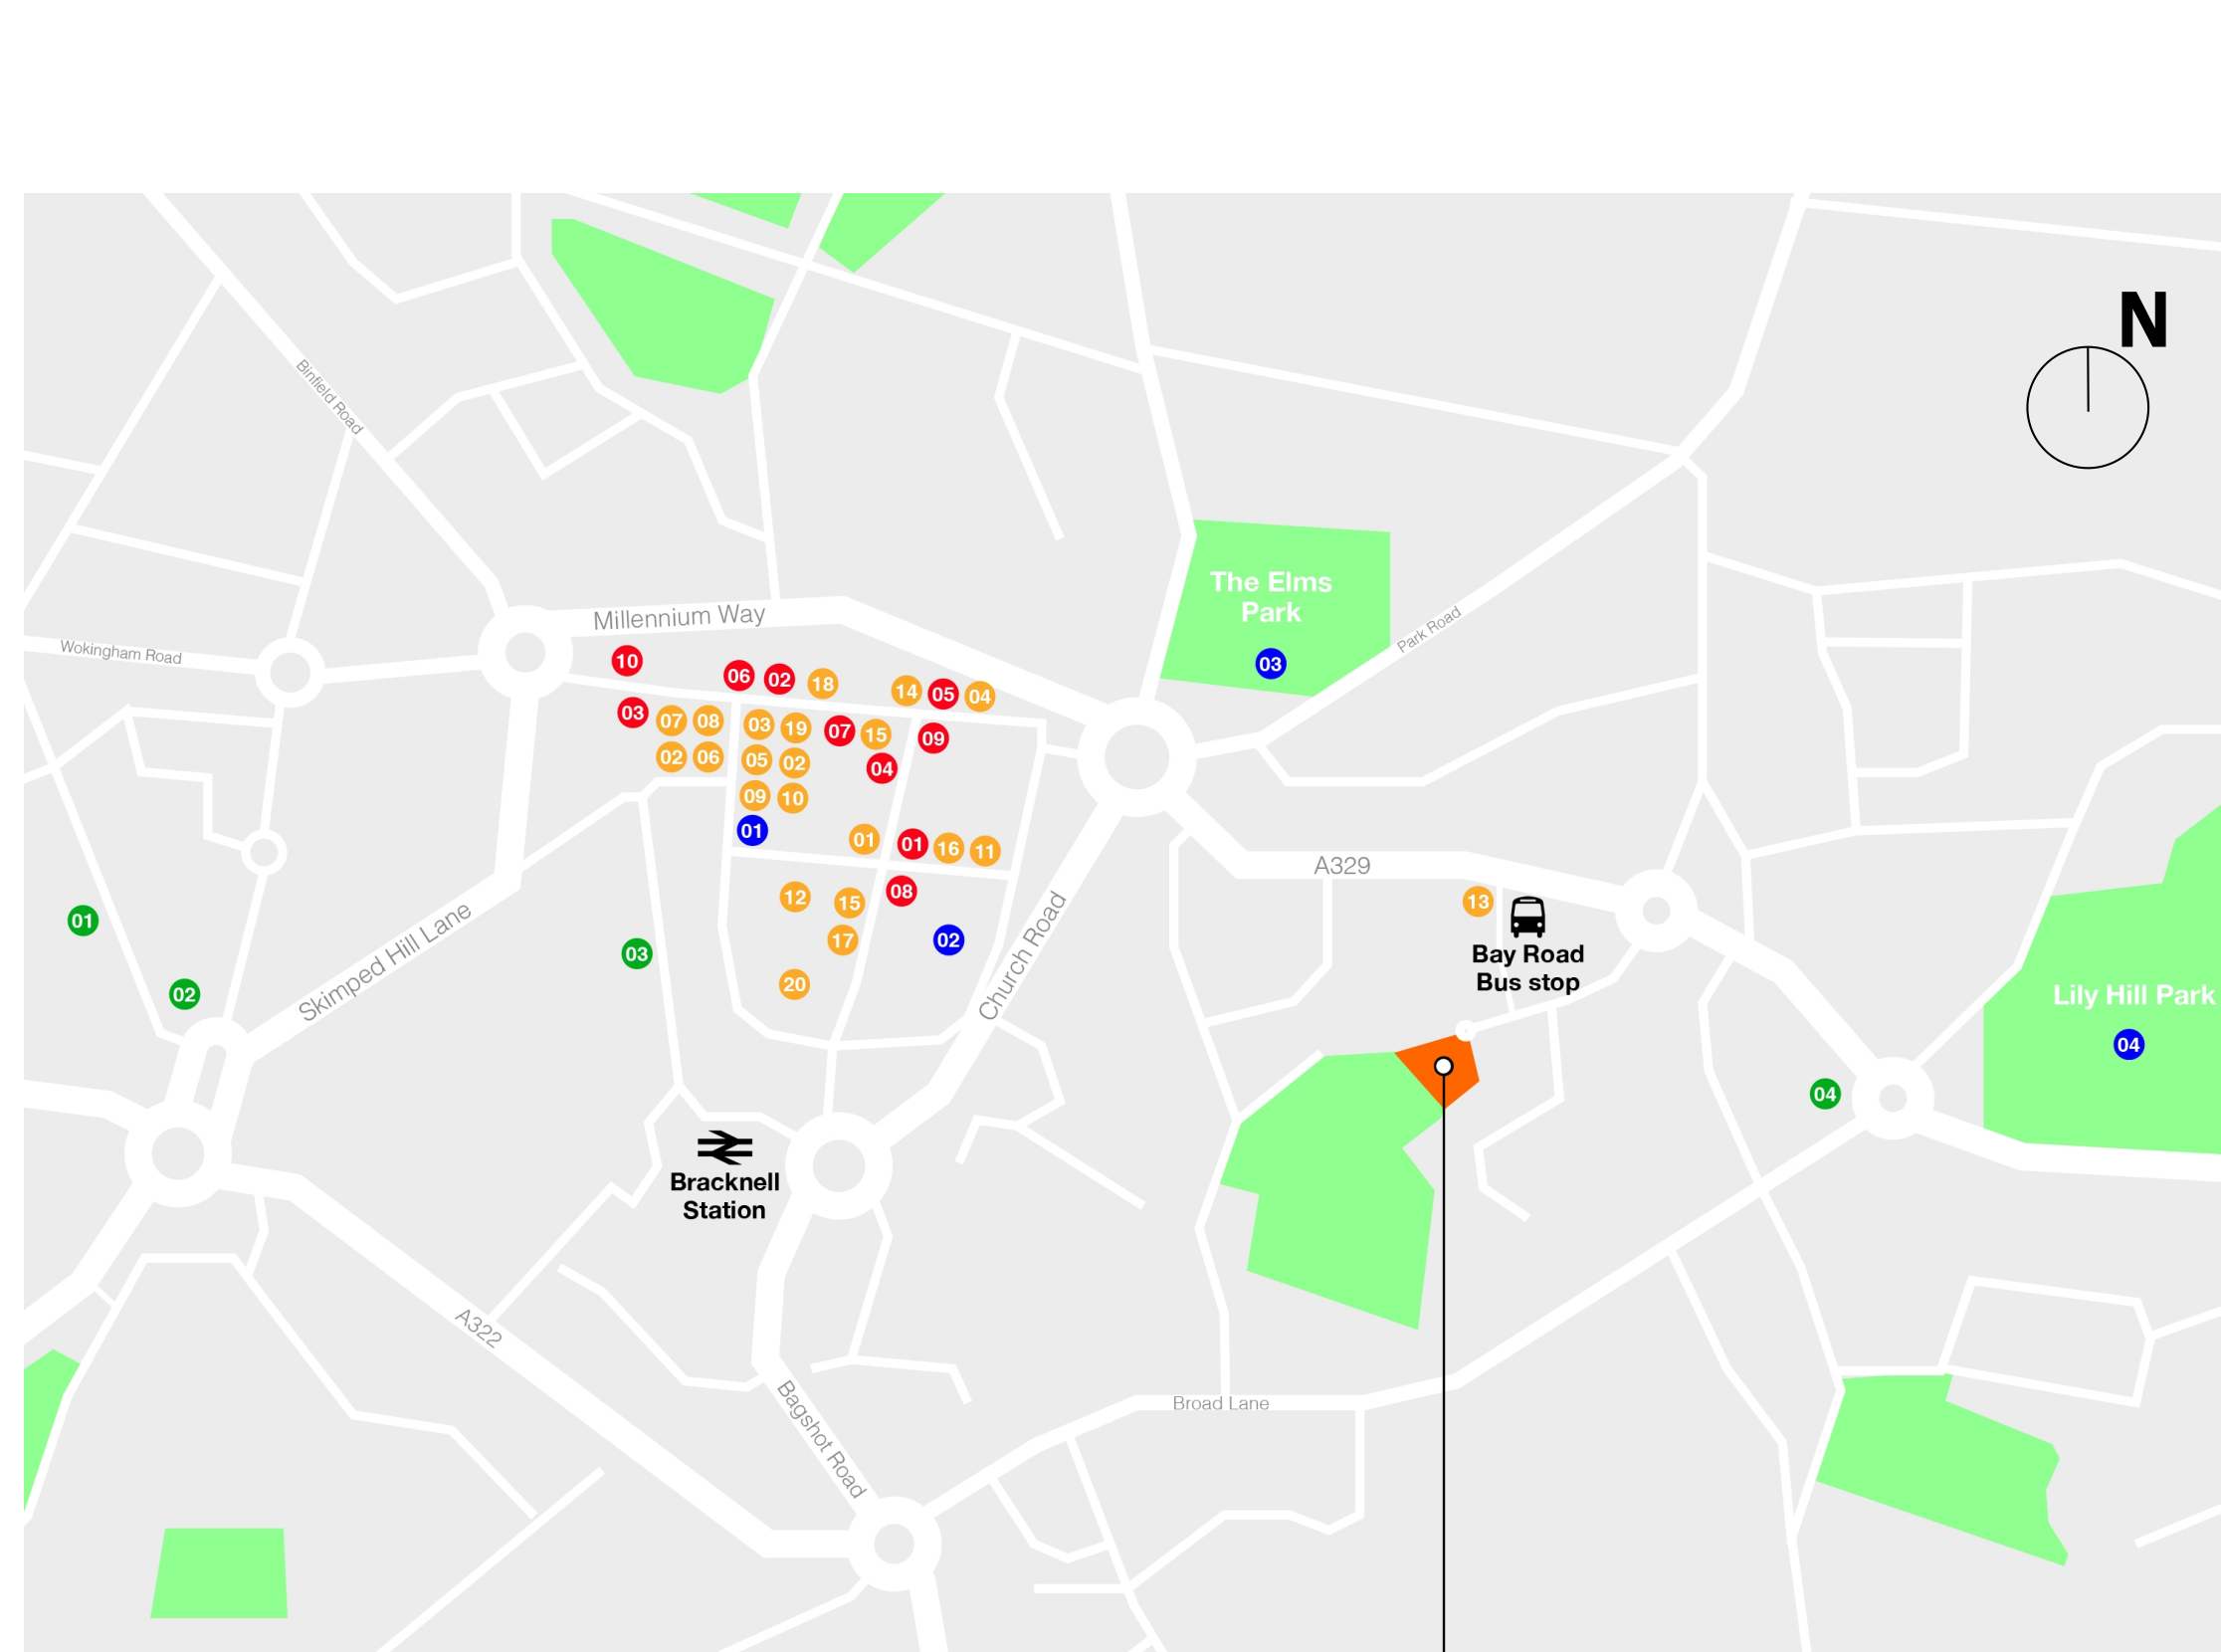 N
Binfield Road
The Elms
Park
03
Park Road
Millennium Way
Wokingham Road
10
06
02
18
14
05
04
03
07
08
03
19
07
15
09
02
06
05
02
04
09
10
01
01
01
16
11
08
12
15
17
02
20
A329
13
Bay Road
Bus stop
Church Road
Skimped Hill Lane
01
02
03
Lily Hill Park
04
04
Bracknell
Station
A322
Bagshot Road
Broad Lane